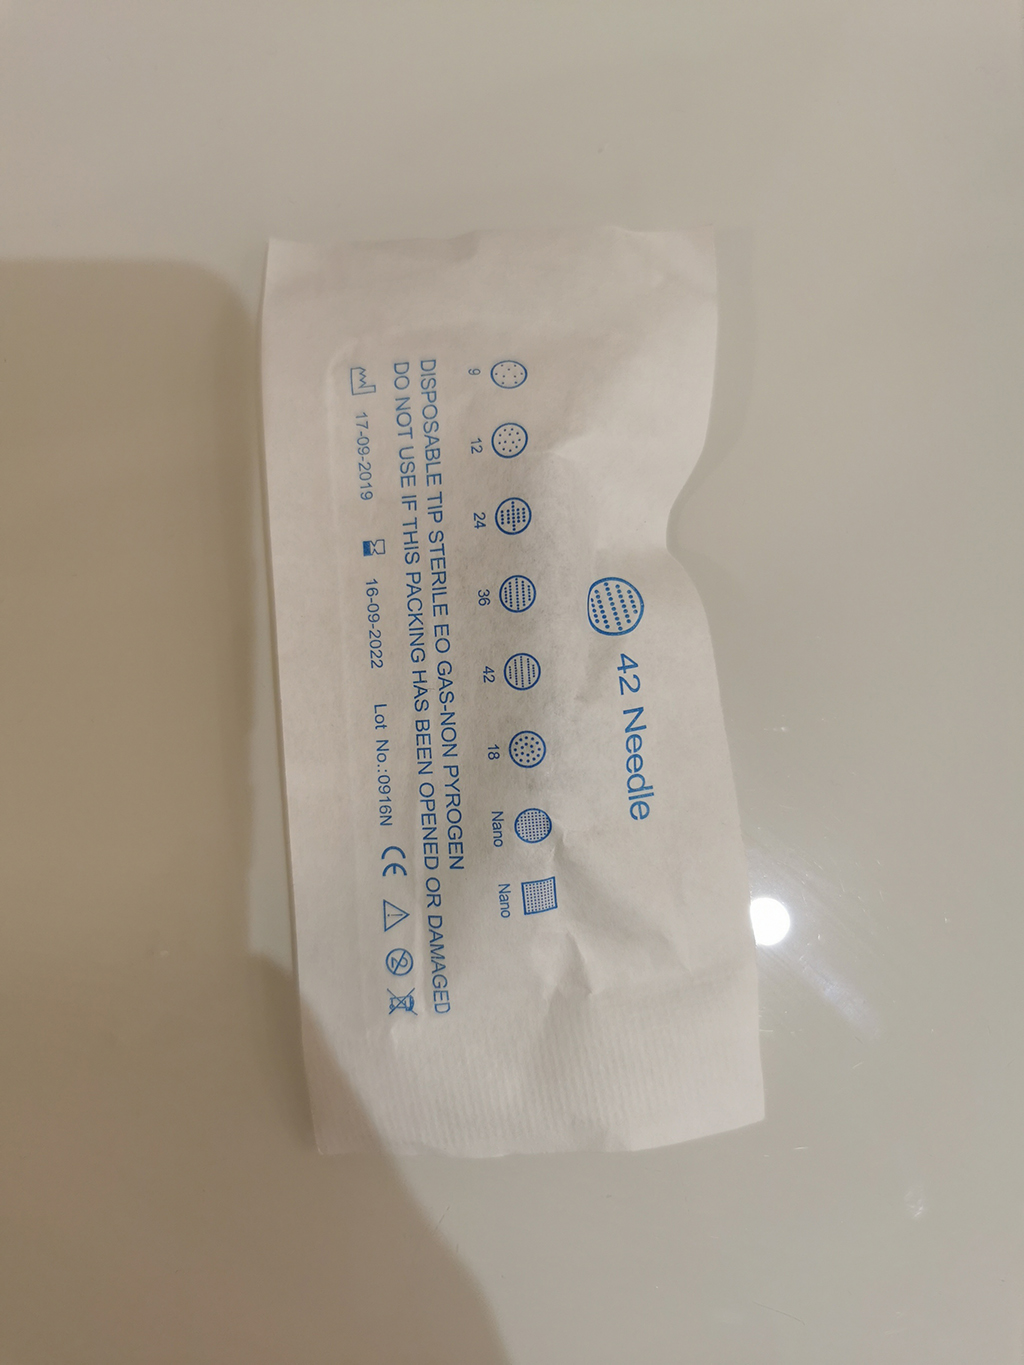 42 Needle
9 12 24 36 42 18 Nano Nano
DISPOSABLE TIP STERILE EO GAS-NON PYROGEN
DO NOT USE IF THIS PACKING HAS BEEN OPENED OR DAMAGED
17-09-2019 16-09-2022 Lot No.:0916N CE 2